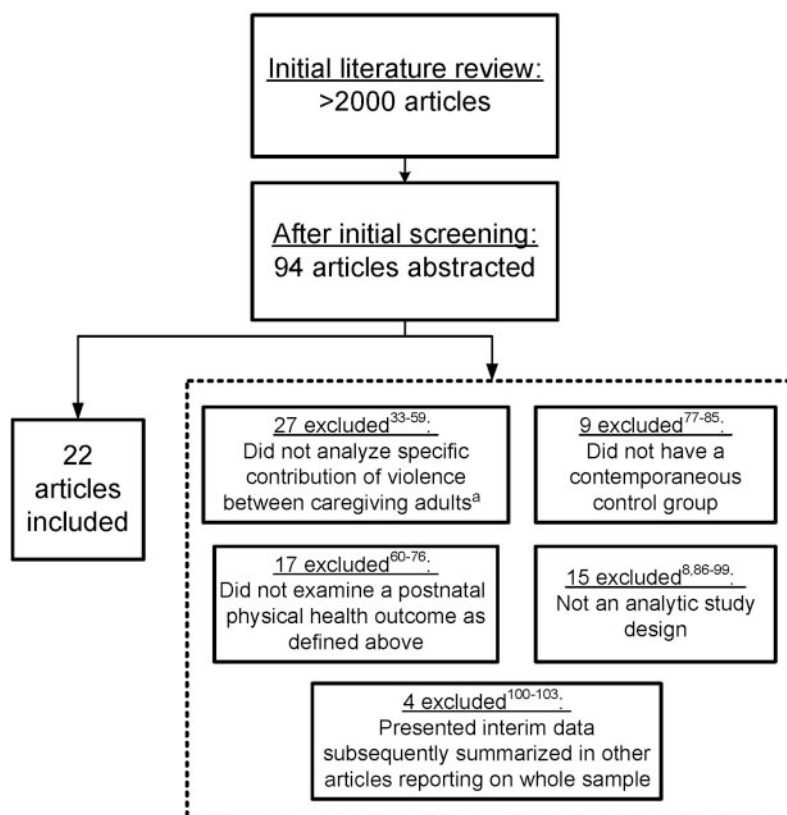 Initial literature review:
>2000 articles
After initial screening:
94 articles abstracted
22
articles
included
27 excluded33-59:
Did not analyze specific
contribution of violence
between caregiving adultsa
9 excluded77-85:
Did not have a
contemporaneous
control group
17 excluded60-76:
Did not examine a postnatal
physical health outcome as
defined above
15 excluded8,86-99:
Not an analytic study
design
4 excluded100-103:
Presented interim data
subsequently summarized in other
articles reporting on whole sample